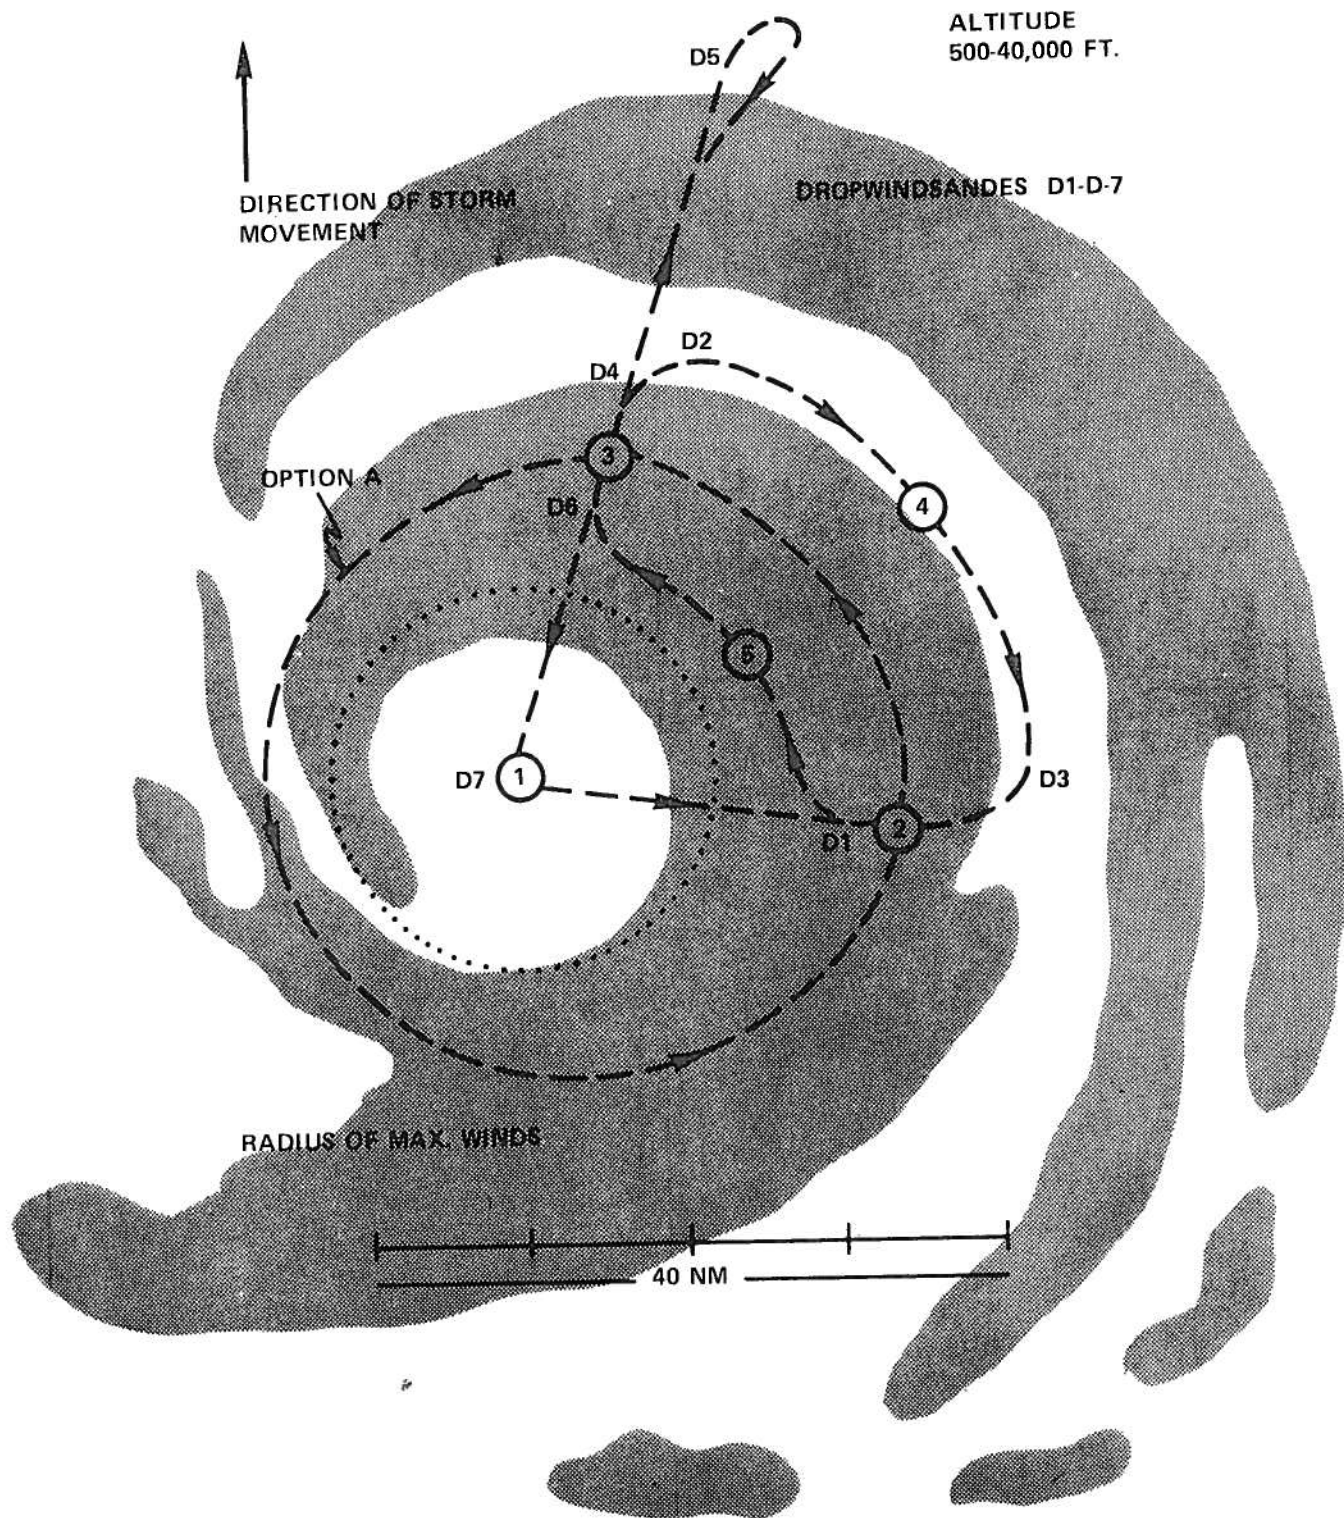 ALTITUDE
500-40,000 FT.
D5
DIRECTION OF STORM
MOVEMENT
DROPWINDSANDES D1-D-7
D2
D4
3
OPTION A
D6
4
5
D7
1
D3
D1
2
RADIUS OF MAX. WINDS
40 NM